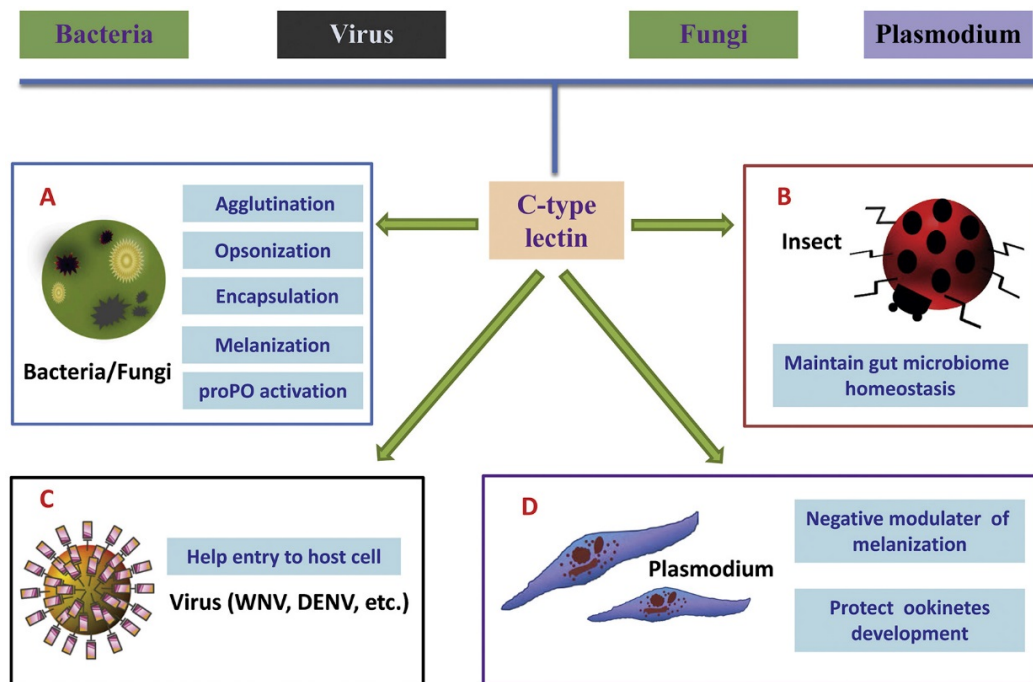 Bacteria
Virus
Fungi
Plasmodium
C-type
lectin
A
Agglutination
Opsonization
Encapsulation
Melanization
proPO activation
Bacteria/Fungi
B
Insect
Maintain gut microbiome
homeostasis
C
Help entry to host cell
Virus (WNV, DENV, etc.)
D
Plasmodium
Negative modulater of
melanization
Protect ookinetes
development